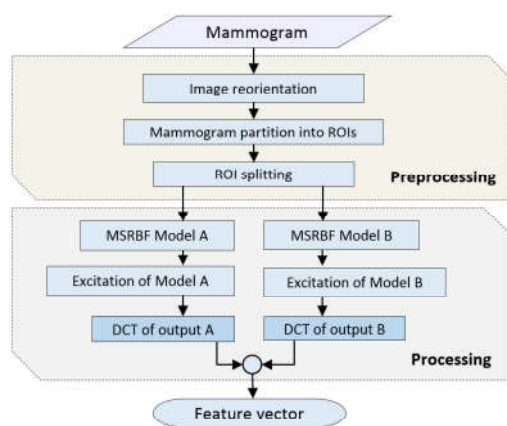 Mammogram
Image reorientation
Mammogram partition into ROIs
ROI splitting
Preprocessing
MSRBF Model A
MSRBF Model B
Excitation of Model A
Excitation of Model B
DCT of output A
DCT of output B
Processing
Feature vector